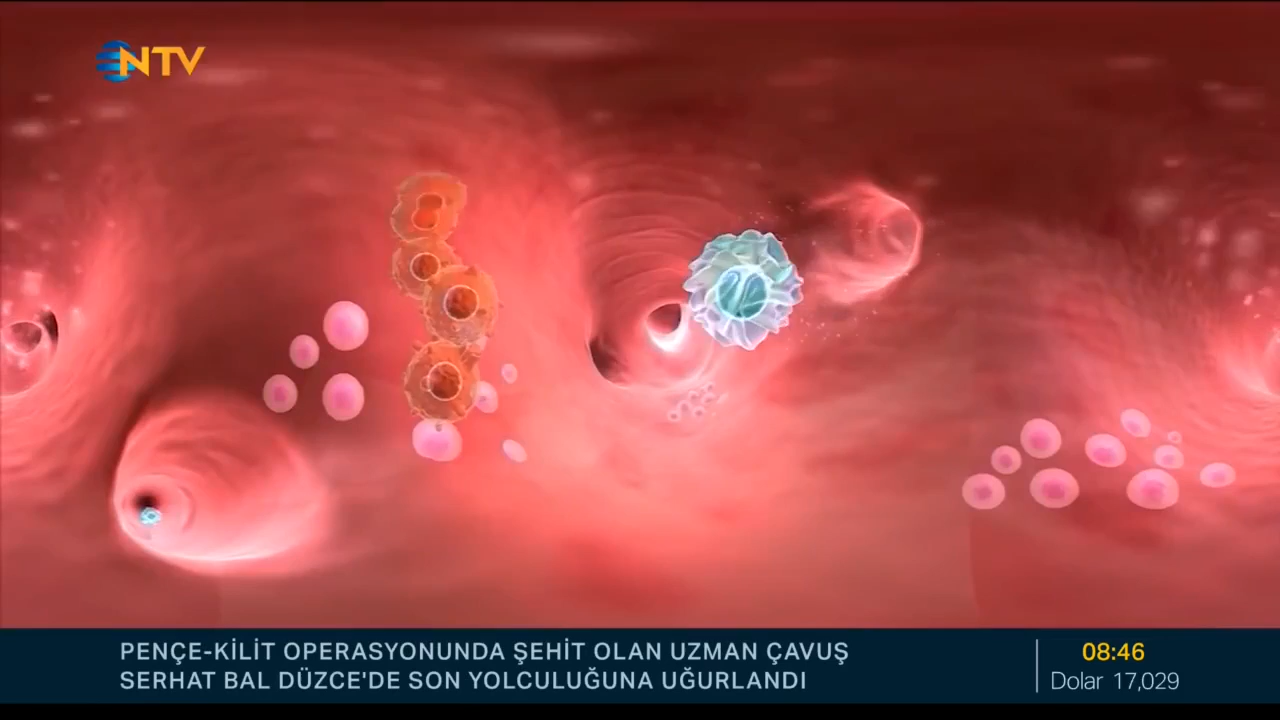 NTV
PENÇE-KİLİT OPERASYONUNDA ŞEHİT OLAN UZMAN ÇAVUŞ
SERHAT BAL DÜZCE'DE SON YOLCULUĞUNA UĞURLANDI
08:46
Dolar 17,029